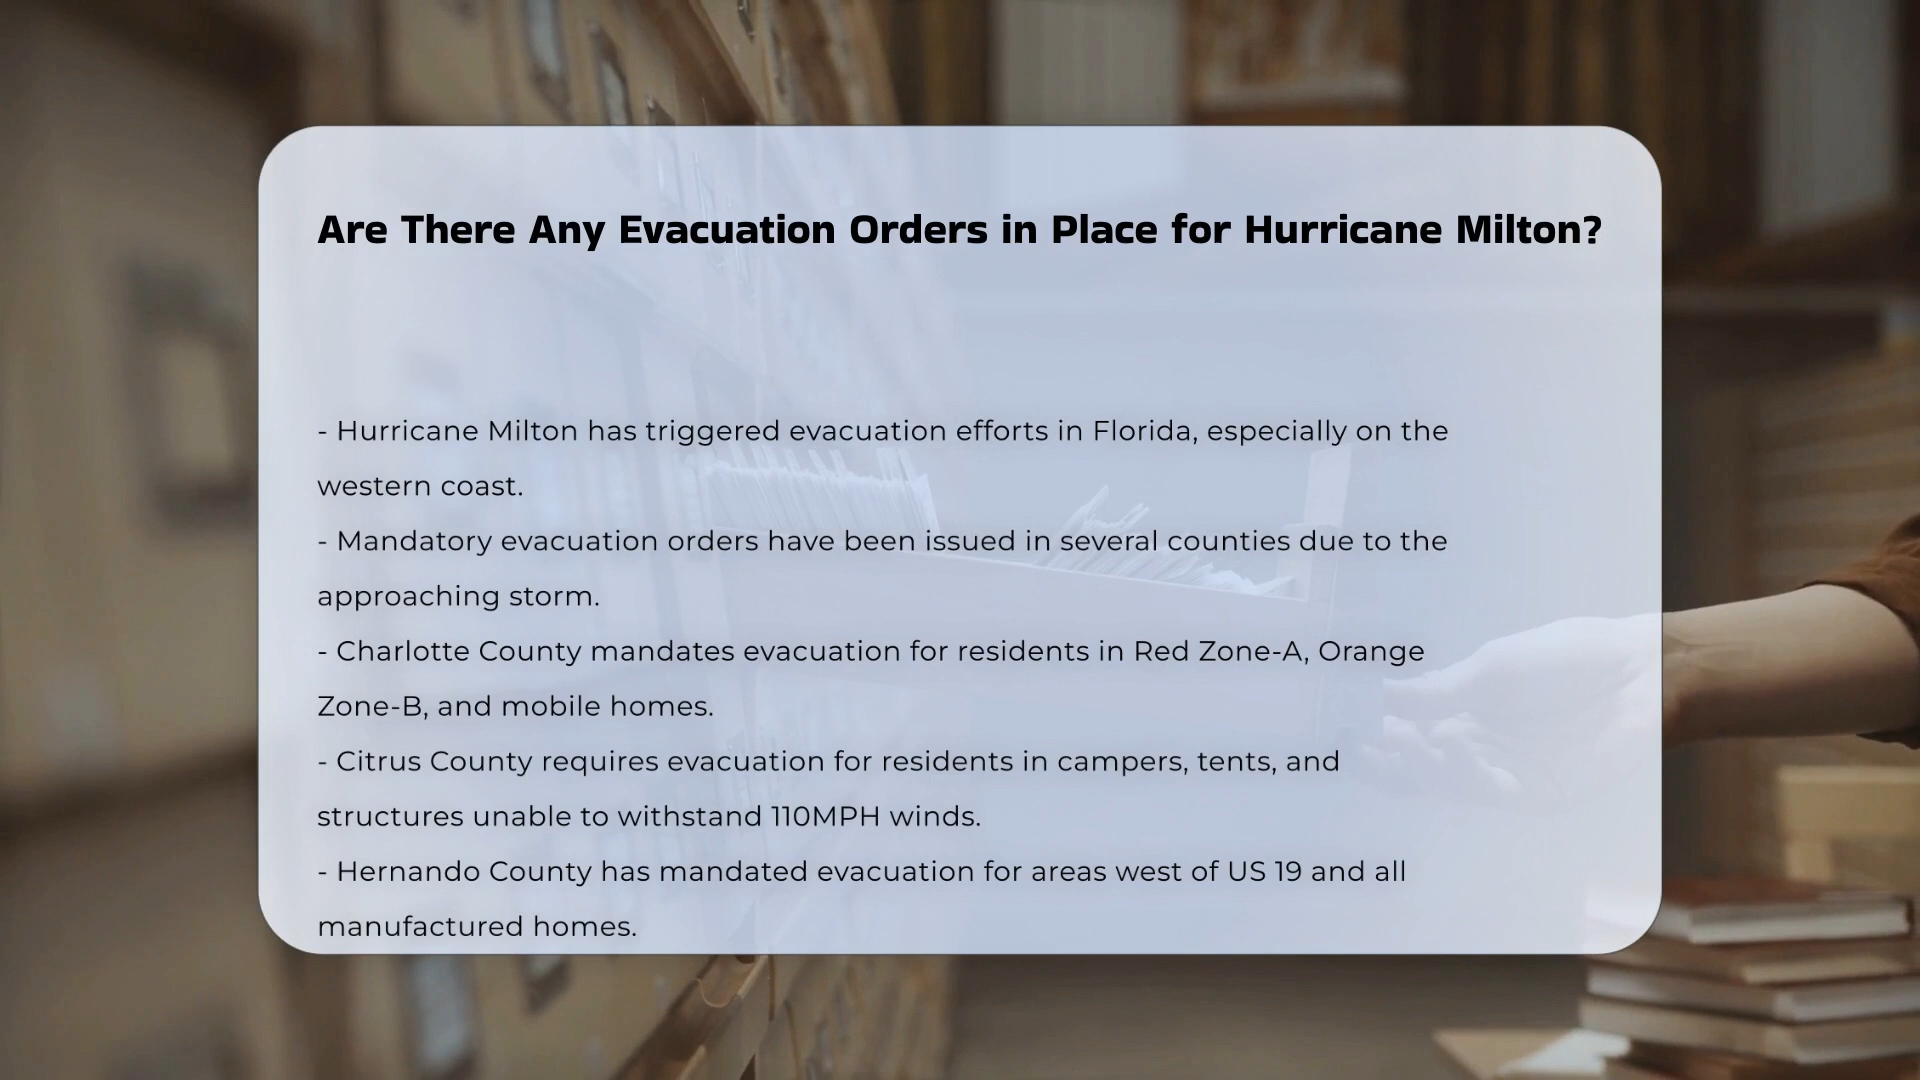 Are There Any Evacuation Orders in Place for Hurricane Milton?
- Hurricane Milton has triggered evacuation efforts in Florida, especially on the
western coast.
- Mandatory evacuation orders have been issued in several counties due to the
approaching storm.
- Charlotte County mandates evacuation for residents in Red Zone-A, Orange
Zone-B, and mobile homes.
- Citrus County requires evacuation for residents in campers, tents, and
structures unable to withstand 110MPH winds.
- Hernando County has mandated evacuation for areas west of US 19 and all
manufactured homes.